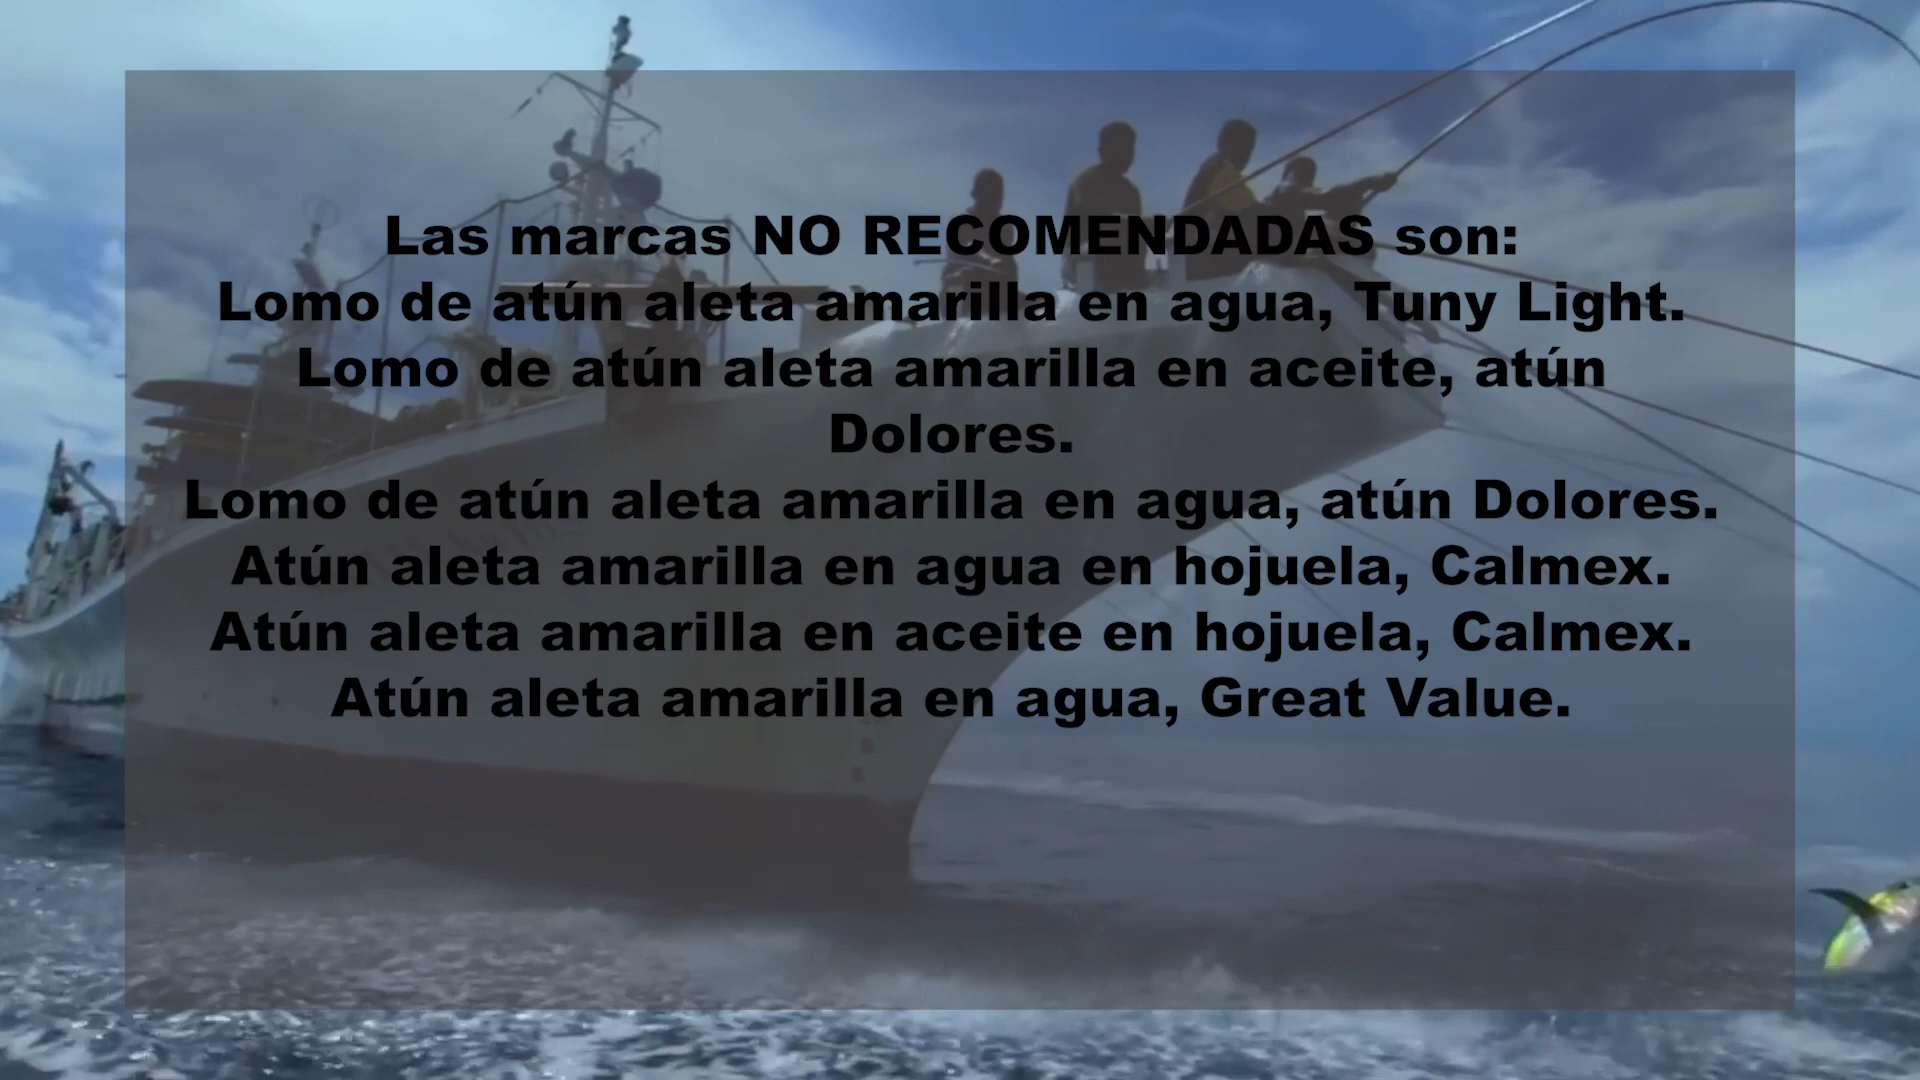 Las marcas NO RECOMENDADAS son:
Lomo de atún aleta amarilla en agua, Tuny Light.
Lomo de atún aleta amarilla en aceite, atún
Dolores.
Lomo de atún aleta amarilla en agua, atún Dolores.
Atún aleta amarilla en agua en hojuela, Calmex.
Atún aleta amarilla en aceite en hojuela, Calmex.
Atún aleta amarilla en agua, Great Value.